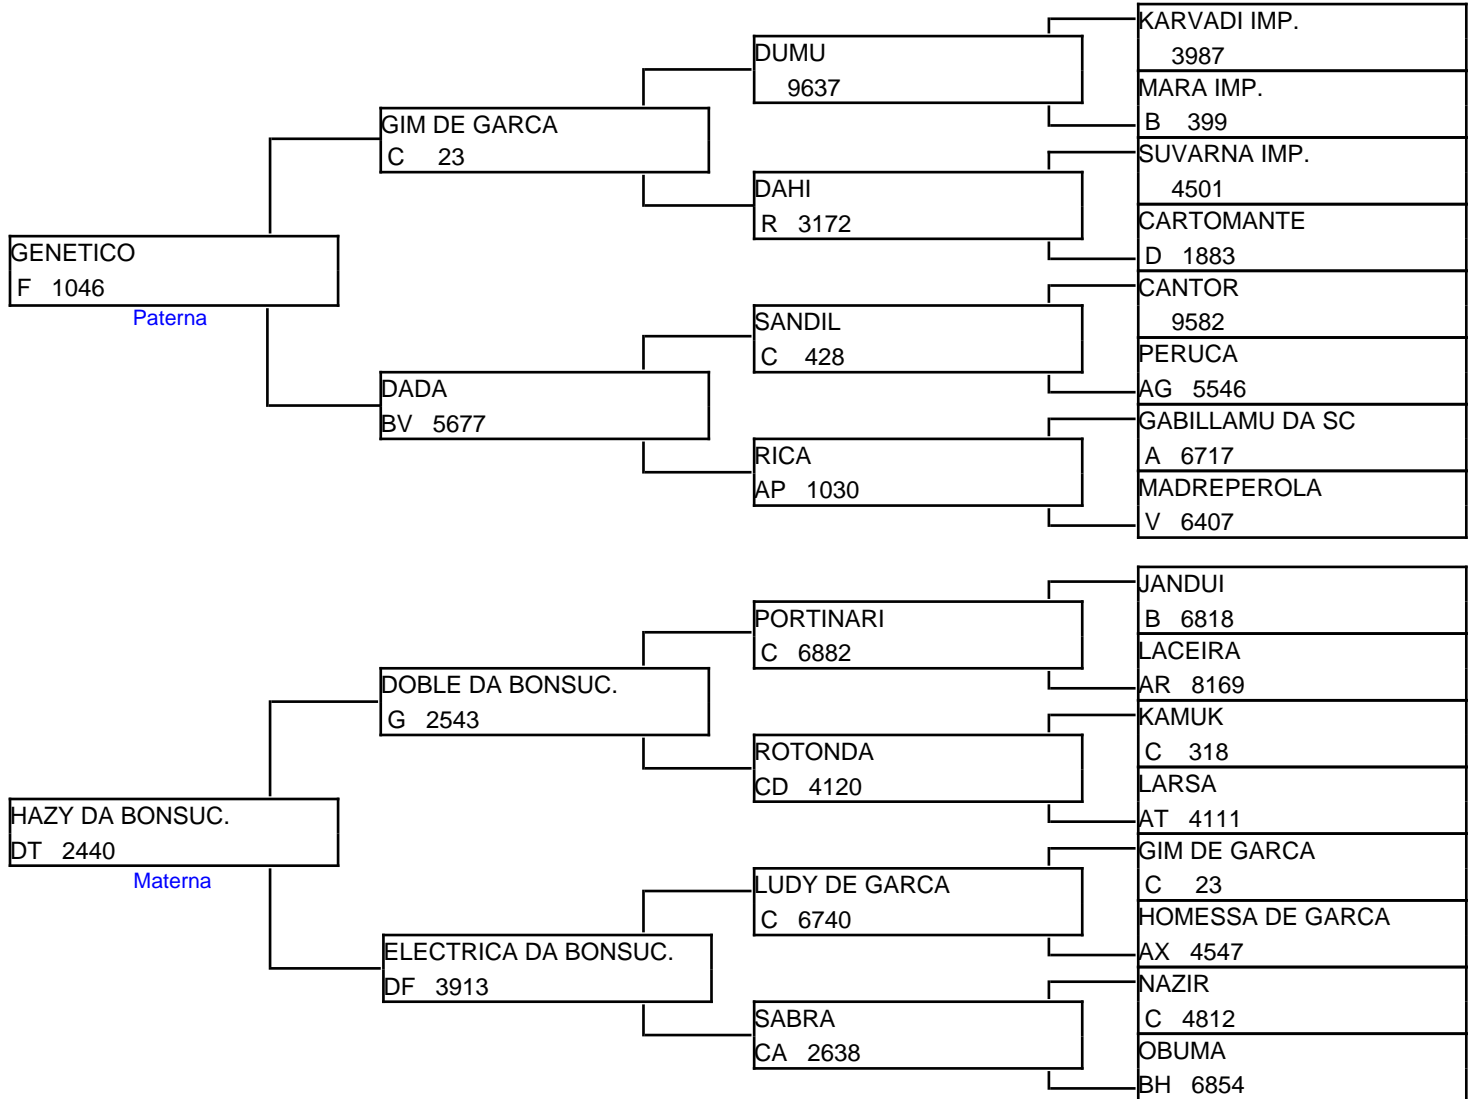 KARVADI IMP.
3987
DUMU
9637
MARA IMP.
B 399
GIM DE GARCA
C 23
SUVARNA IMP.
4501
DAHI
R 3172
CARTOMANTE
D 1883
GENETICO
F 1046
Paterna
CANTOR
9582
SANDIL
C 428
PERUCA
AG 5546
DADA
BV 5677
GABILLAMU DA SC
A 6717
RICA
AP 1030
MADREPEROLA
V 6407
JANDUI
B 6818
PORTINARI
C 6882
LACEIRA
AR 8169
DOBLE DA BONSUC.
G 2543
KAMUK
C 318
ROTONDA
CD 4120
LARSA
AT 4111
HAZY DA BONSUC.
DT 2440
Materna
GIM DE GARCA
C 23
LUDY DE GARCA
C 6740
HOMESSA DE GARCA
AX 4547
ELECTRICA DA BONSUC.
DF 3913
NAZIR
C 4812
SABRA
CA 2638
OBUMA
BH 6854